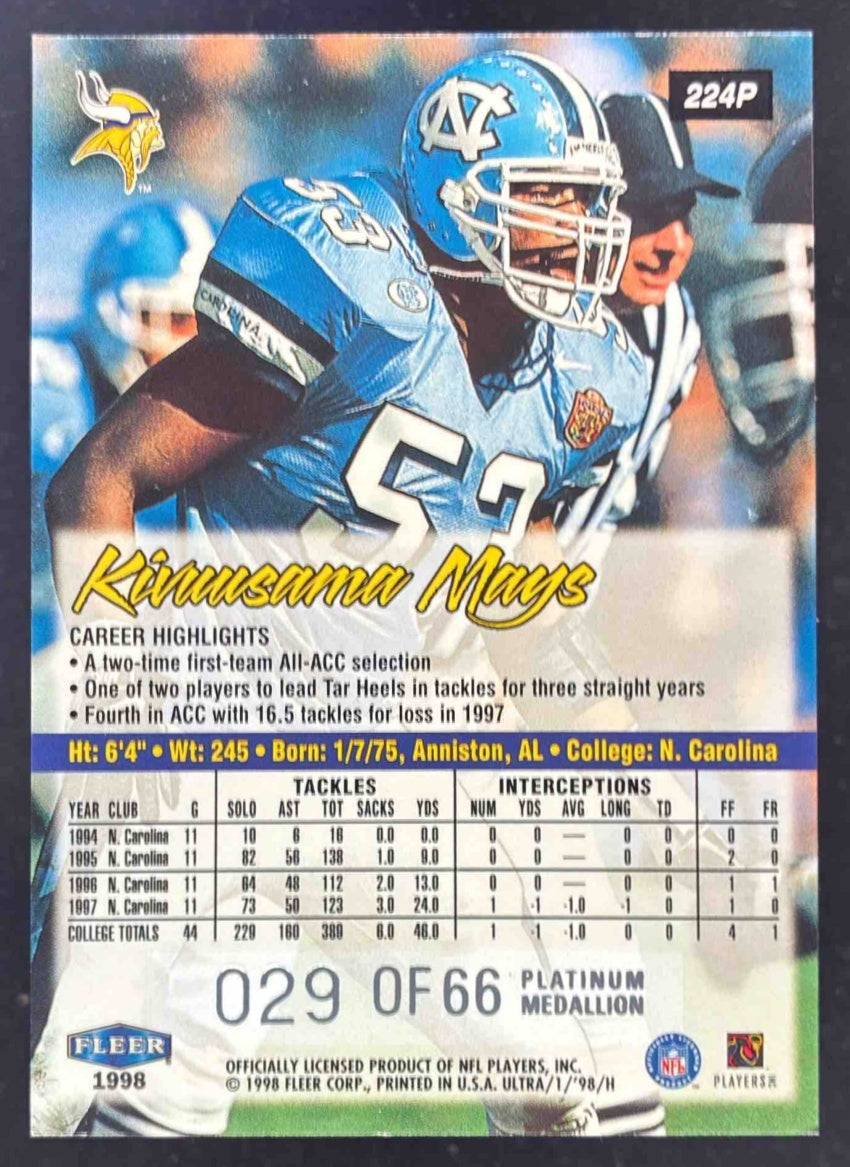 224P
TM
53
CAROLINA
NC
53
Kivuusama Mays
CAREER HIGHLIGHTS
• A two-time first-team All-ACC selection
• One of two players to lead Tar Heels in tackles for three straight years
• Fourth in ACC with 16.5 tackles for loss in 1997
Ht: 6'4" • Wt: 245 • Born: 1/7/75, Anniston, AL • College: N. Carolina
TACKLES INTERCEPTIONS
YEAR CLUB G SOLO AST TOT SACKS YDS NUM YDS AVG LONG TD FF FR
1994 N. Carolina 11 10 6 16 0.0 0.0 0 0 — 0 0 0 0
1995 N. Carolina 11 82 56 138 1.0 9.0 0 0 — 0 0 2 0
1996 N. Carolina 11 64 48 112 2.0 13.0 0 0 — 0 0 1 1
1997 N. Carolina 11 73 50 123 3.0 24.0 1 -1 -1.0 -1 0 1 0
COLLEGE TOTALS 44 229 160 389 6.0 46.0 1 -1 -1.0 0 0 4 1
029 OF 66 PLATINUM MEDALLION
FLEER
1998
OFFICIALLY LICENSED PRODUCT OF NFL PLAYERS, INC.
© 1998 FLEER CORP., PRINTED IN U.S.A. ULTRA/1/'98/H
NFL
PLAYERS